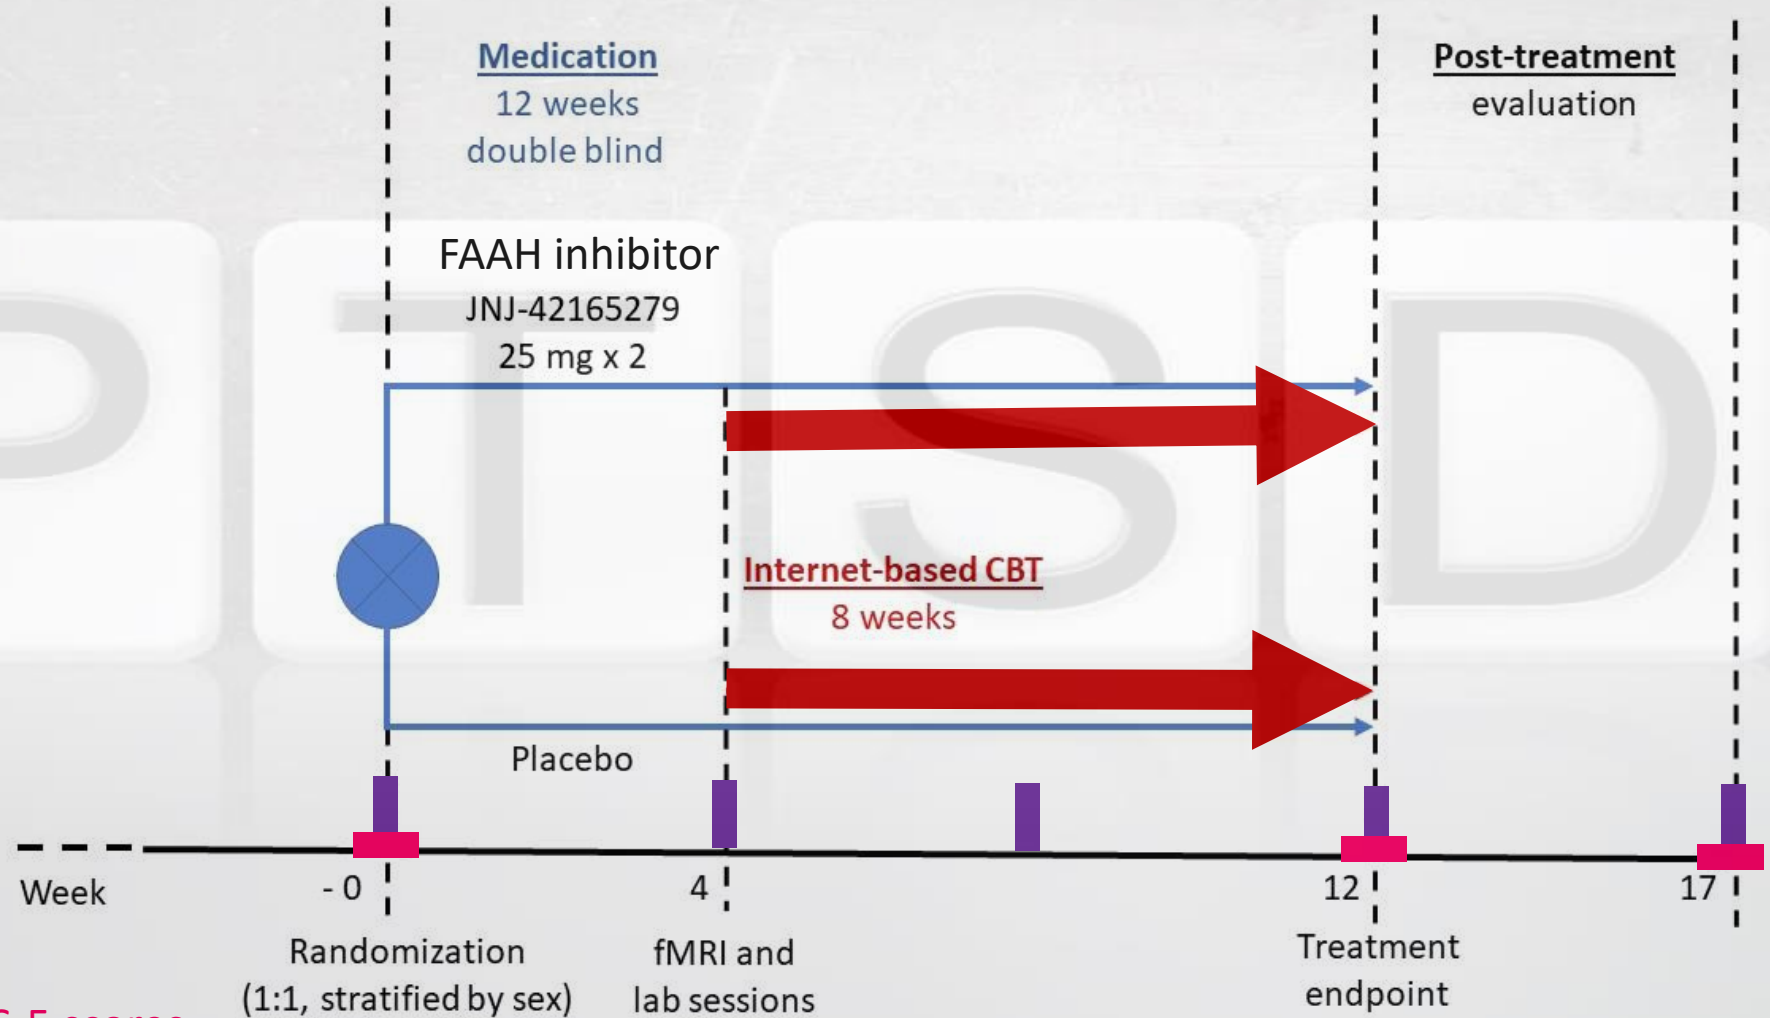 Medication
12 weeks
double blind
Post-treatment
evaluation
FAAH inhibitor
JNJ-42165279
25 mg x 2
P T S D
Internet-based CBT
8 weeks
Placebo
Week
- 0
4
12
17
Randomization
(1:1, stratified by sex)
fMRI and
lab sessions
Treatment
endpoint